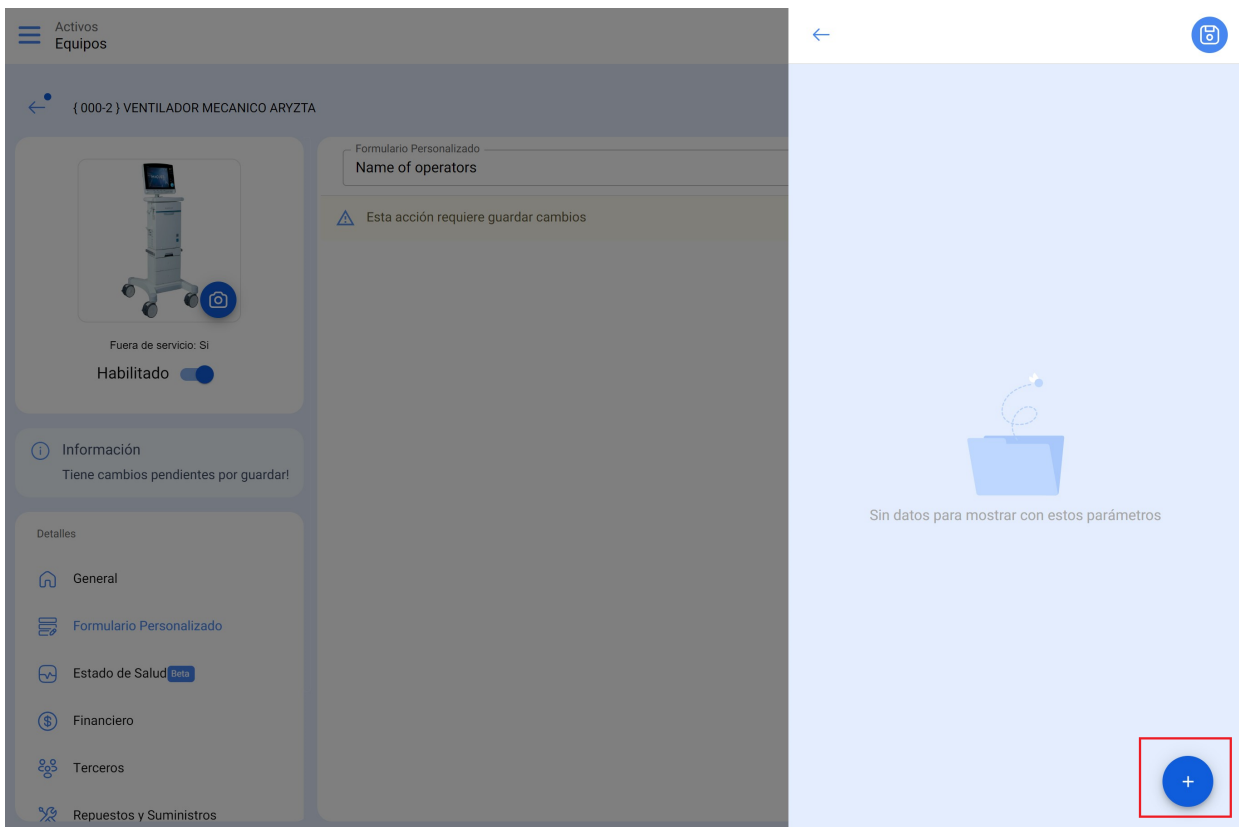 Activos
Equipos
{ 000-2 } VENTILADOR MECANICO ARYZTA
Fuera de servicio: Si
Habilitado
Información
Tiene cambios pendientes por guardar!
Detalles
General
Formulario Personalizado
Estado de Salud Beta
Financiero
Terceros
Repuestos y Suministros
Formulario Personalizado
Name of operators
Esta acción requiere guardar cambios
Sin datos para mostrar con estos parámetros
+